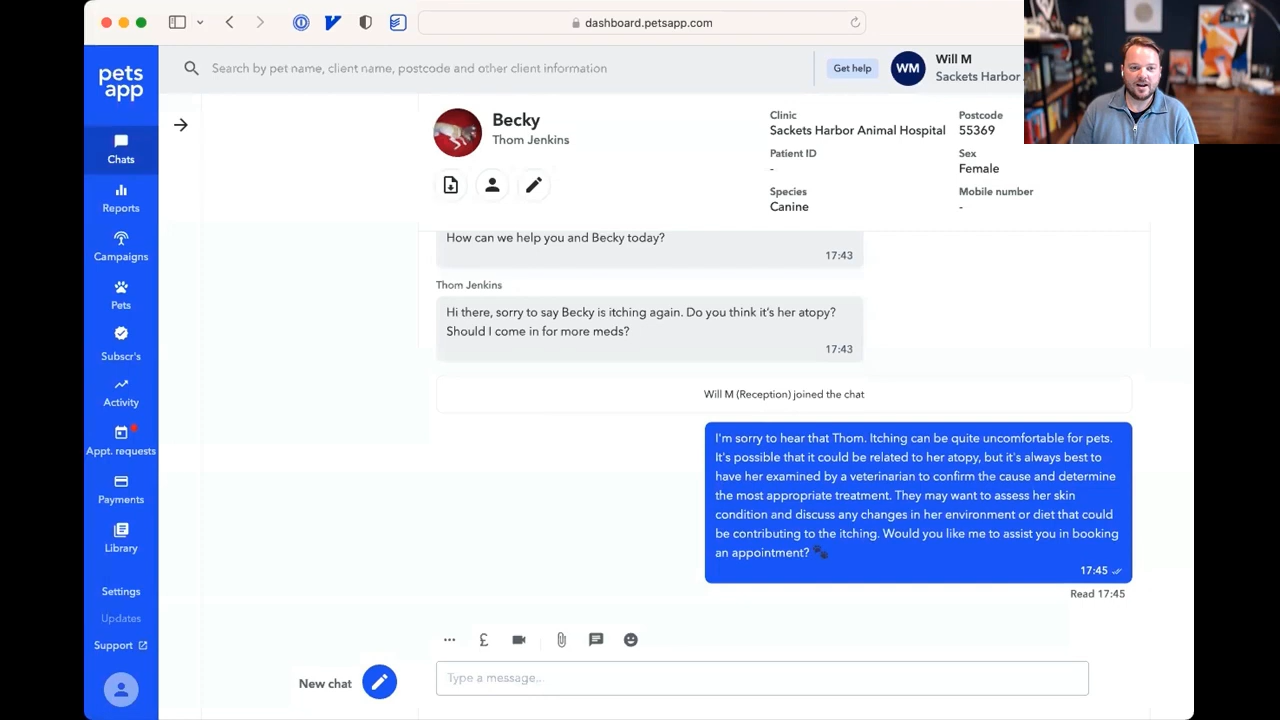 dashboard.petsapp.com
pets
app
Search by pet name, client name, postcode and other client information
Get help
WM
Will M
Sackets Harbor
Chats
Reports
Campaigns
Pets
Subscr's
Activity
Appt. requests
Payments
Library
Settings
Updates
Support
Becky
Thom Jenkins
Clinic
Sackets Harbor Animal Hospital
Postcode
55369
Patient ID
-
Sex
Female
Species
Canine
Mobile number
-
How can we help you and Becky today?
17:43
Thom Jenkins
Hi there, sorry to say Becky is itching again. Do you think it's her atopy?
Should I come in for more meds?
17:43
Will M (Reception) joined the chat
I'm sorry to hear that Thom. Itching can be quite uncomfortable for pets.
It's possible that it could be related to her atopy, but it's always best to
have her examined by a veterinarian to confirm the cause and determine
the most appropriate treatment. They may want to assess her skin
condition and discuss any changes in her environment or diet that could
be contributing to the itching. Would you like me to assist you in booking
an appointment? 🐾
17:45
Read 17:45
£
New chat
Type a message..